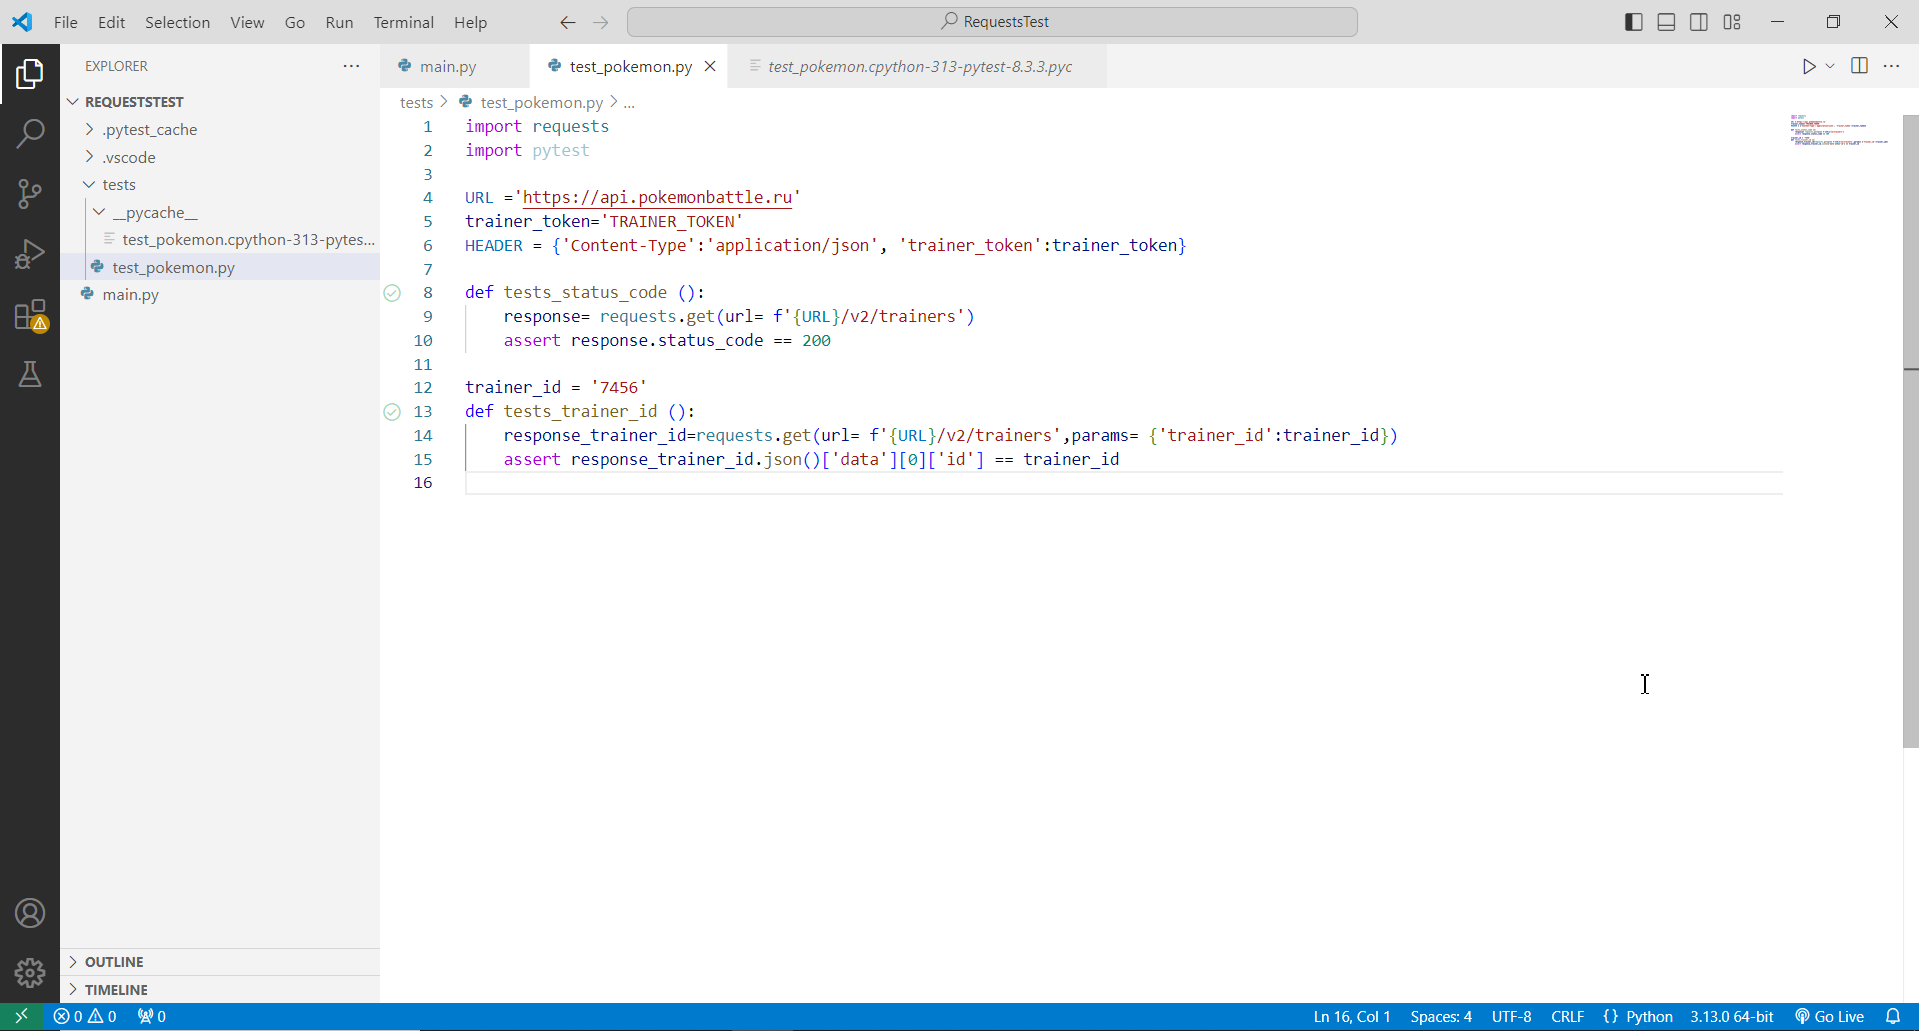 File Edit Selection View Go Run Terminal Help
RequestsTest
EXPLORER
REQUESTSTEST
.pytest_cache
.vscode
tests
__pycache__
test_pokemon.cpython-313-pytes...
test_pokemon.py
main.py
OUTLINE
TIMELINE
main.py test_pokemon.py test_pokemon.cpython-313-pytest-8.3.3.pyc
tests > test_pokemon.py > ...
1 import requests
2 import pytest
3
4 URL ='https://api.pokemonbattle.ru'
5 trainer_token='TRAINER_TOKEN'
6 HEADER = {'Content-Type':'application/json', 'trainer_token':trainer_token}
7
8 def tests_status_code ():
9     response= requests.get(url= f'{URL}/v2/trainers')
10     assert response.status_code == 200
11
12 trainer_id = '7456'
13 def tests_trainer_id ():
14     response_trainer_id=requests.get(url= f'{URL}/v2/trainers',params= {'trainer_id':trainer_id})
15     assert response_trainer_id.json()['data'][0]['id'] == trainer_id
16
0 0 0 Ln 16, Col 1 Spaces: 4 UTF-8 CRLF {} Python 3.13.0 64-bit Go Live